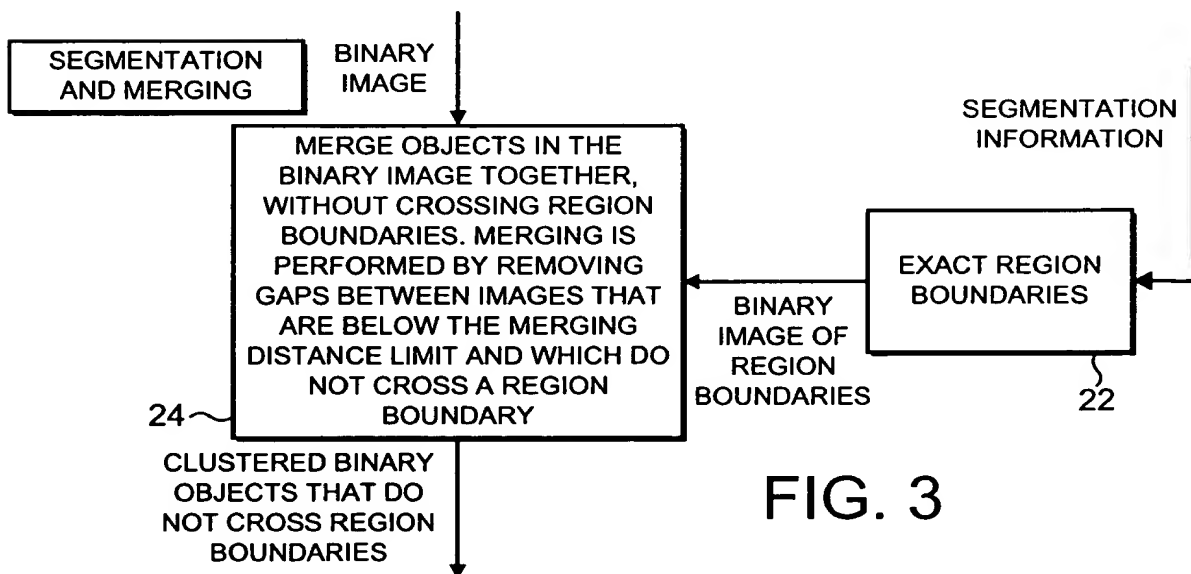 SEGMENTATION
AND MERGING
BINARY
IMAGE
SEGMENTATION
INFORMATION
MERGE OBJECTS IN THE
BINARY IMAGE TOGETHER,
WITHOUT CROSSING REGION
BOUNDARIES. MERGING IS
PERFORMED BY REMOVING
GAPS BETWEEN IMAGES THAT
ARE BELOW THE MERGING
DISTANCE LIMIT AND WHICH DO
NOT CROSS A REGION
BOUNDARY
24
BINARY
IMAGE OF
REGION
BOUNDARIES
EXACT REGION
BOUNDARIES
22
CLUSTERED BINARY
OBJECTS THAT DO
NOT CROSS REGION
BOUNDARIES
FIG. 3